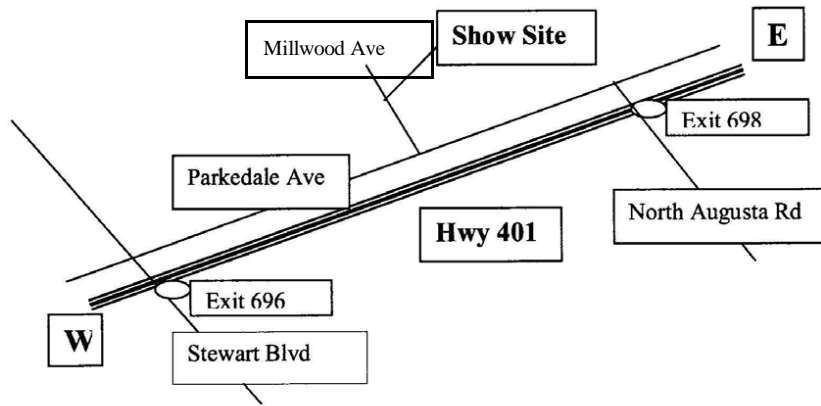 Millwood Ave
Show Site
E
Exit 698
Parkedale Ave
North Augusta Rd
Hwy 401
Exit 696
W
Stewart Blvd